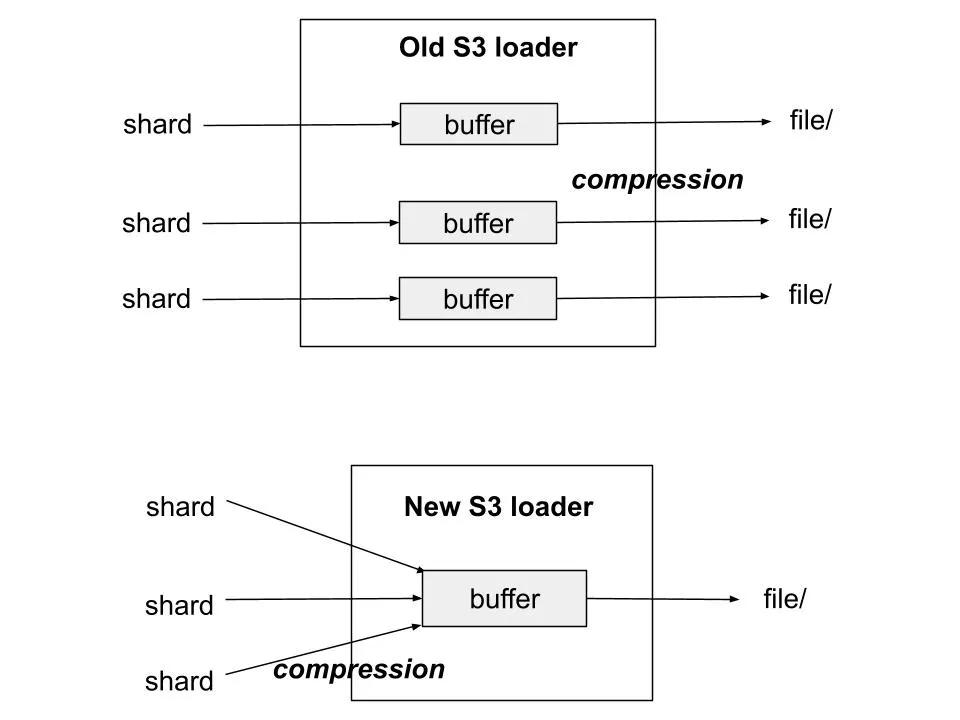 Old S3 loader
shard
buffer
file/
compression
shard
buffer
file/
shard
buffer
file/
New S3 loader
shard
shard
buffer
file/
compression
shard